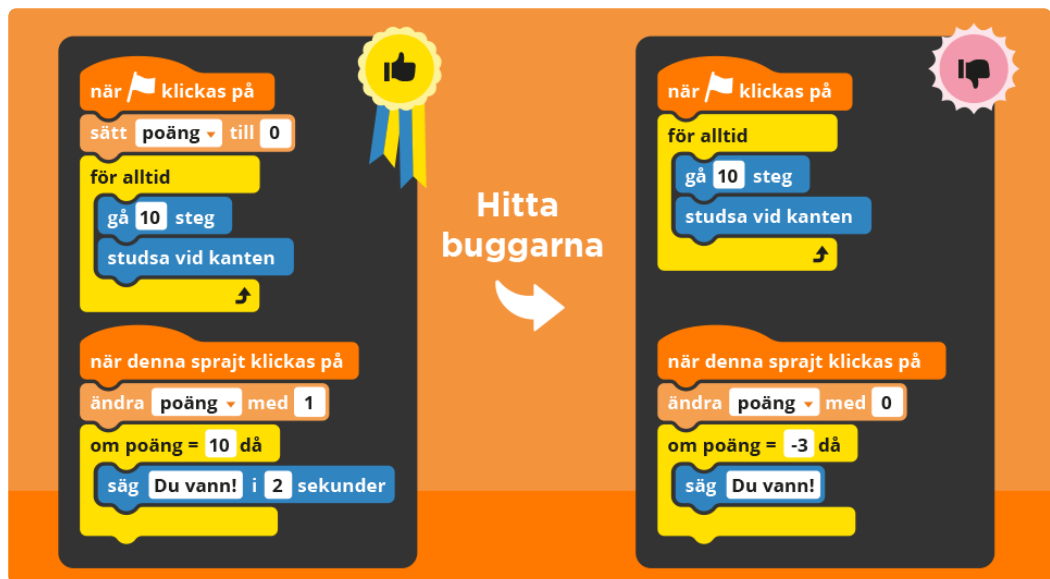 när klickas på
sätt poäng till 0
för alltid
gå 10 steg
studsa vid kanten
när denna sprajt klickas på
ändra poäng med 1
om poäng = 10 då
säg Du vann! i 2 sekunder
Hitta
buggarna
när klickas på
för alltid
gå 10 steg
studsa vid kanten
när denna sprajt klickas på
ändra poäng med 0
om poäng = -3 då
säg Du vann!